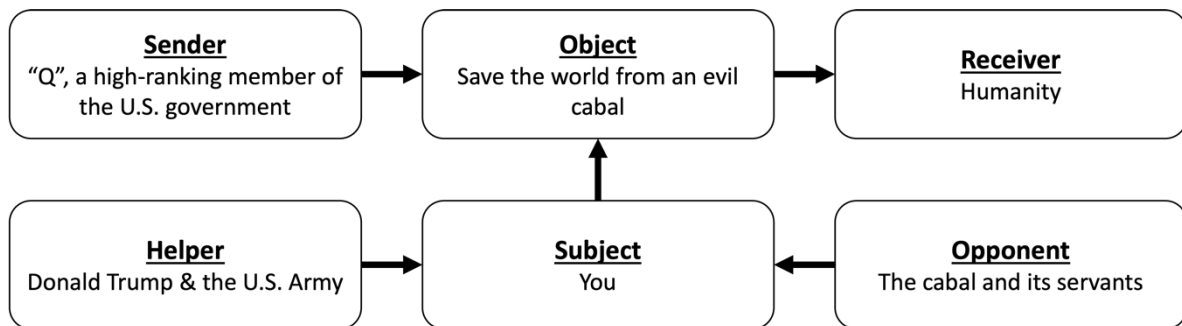 Sender
“Q”, a high-ranking member of
the U.S. government
Object
Save the world from an evil
cabal
Receiver
Humanity
Helper
Donald Trump & the U.S. Army
Subject
You
Opponent
The cabal and its servants